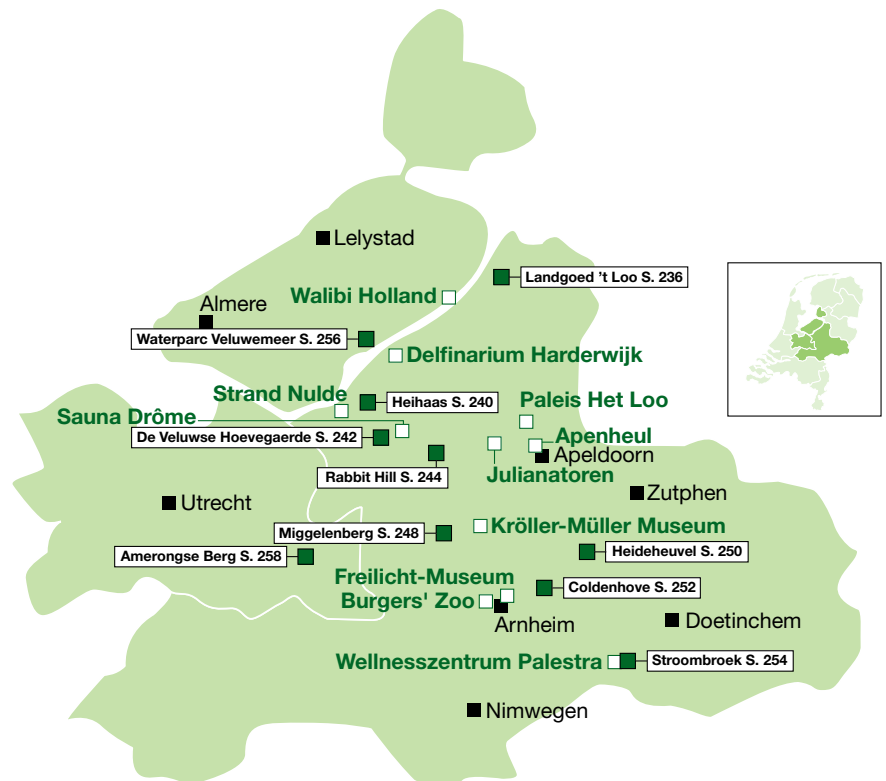 Lelystad
Landgoed 't Loo S. 236
Walibi Holland
Almere
Waterparc Veluwemeer S. 256
Delfinarium Harderwijk
Strand Nulde
Heihaas S. 240
Paleis Het Loo
Sauna Drôme
De Veluwse Hoevegaerde S. 242
Apenheul
Apeldoorn
Rabbit Hill S. 244
Julianatoren
Zutphen
Utrecht
Kröller-Müller Museum
Miggelenberg S. 248
Heideheuvel S. 250
Amerongse Berg S. 258
Freilicht-Museum
Coldenhove S. 252
Burgers' Zoo
Arnheim
Doetinchem
Wellnesszentrum Palestra
Stroombroek S. 254
Nimwegen